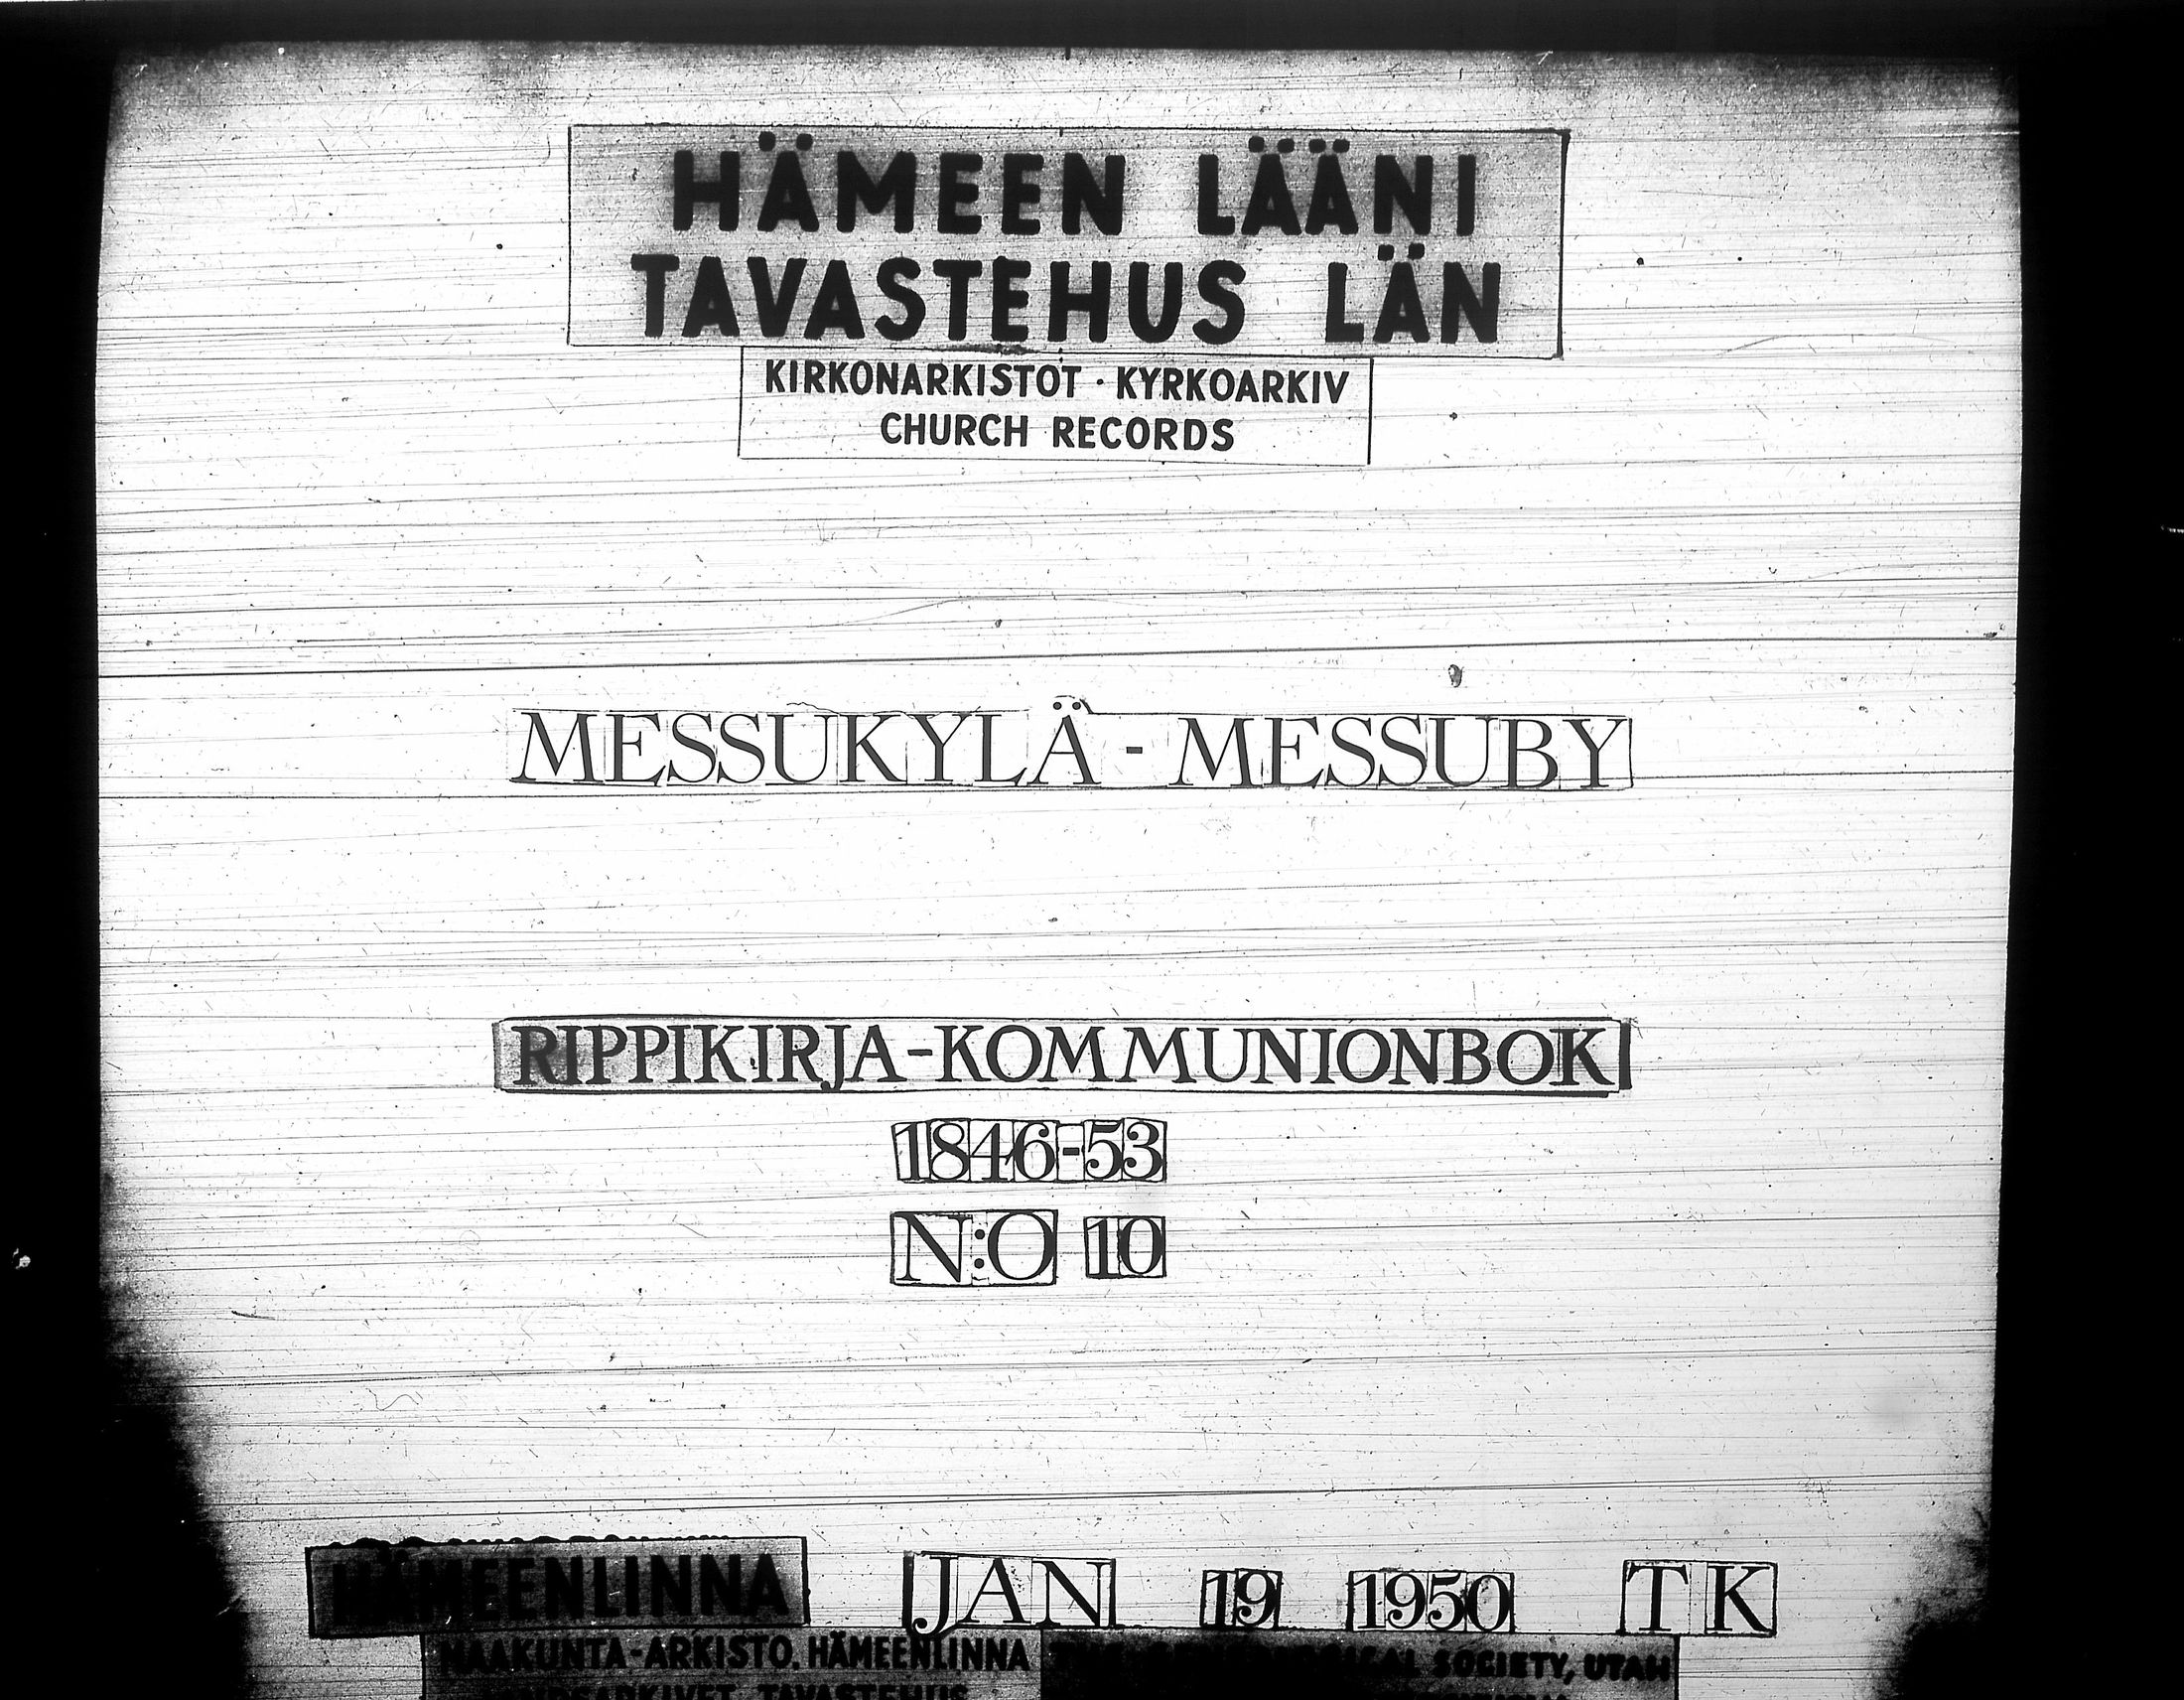 HÄMEEN LÄÄNI
TAVASTEHUS LÄN
KIRKONARKISTOT · KYRKOARKIV
CHURCH RECORDS
MESSUKYLÄ - MESSUBY
RIPPIKIRJA-KOMMUNIONBOK
1846-53
N:O 10
HÄMEENLINNA JAN 19 1950 TK
MAAKUNTA-ARKISTO, HÄMEENLINNA
SOCIETY, UTAH
TAVASTEHUS